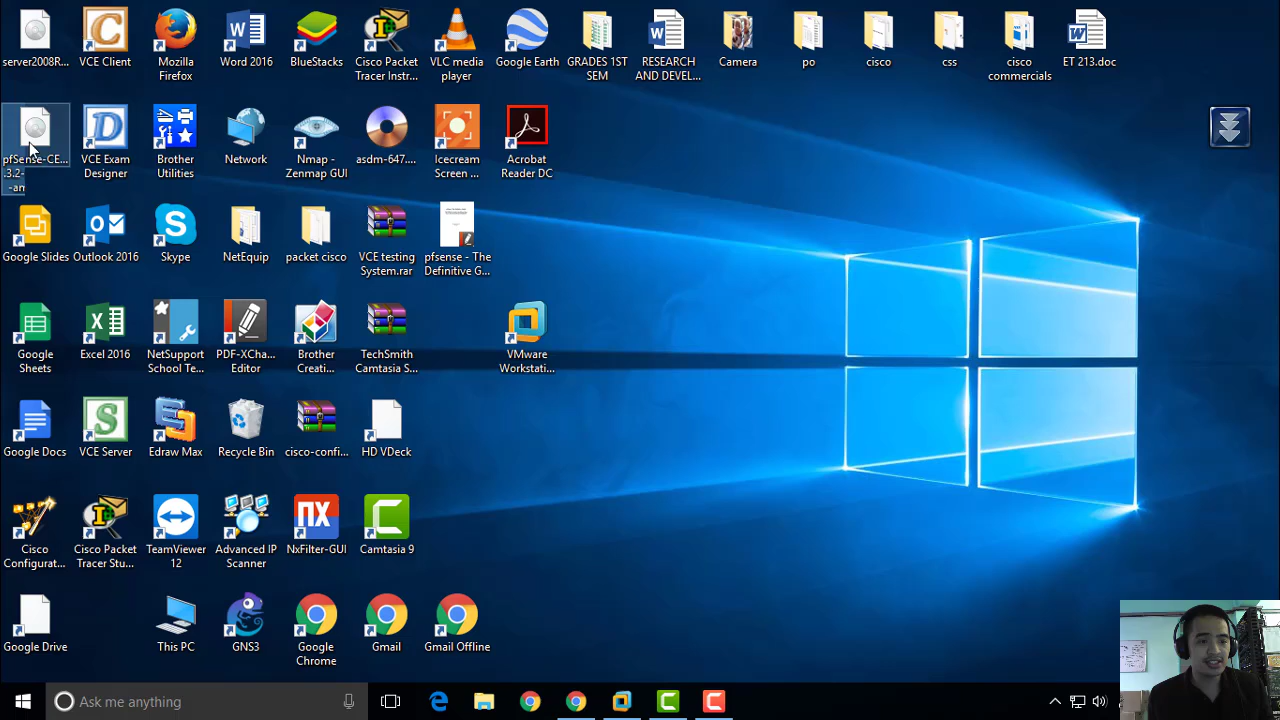 server2008R...
VCE Client
Mozilla
Firefox
Word 2016
BlueStacks
Cisco Packet
Tracer Instr...
VLC media
player
Google Earth
GRADES 1ST
SEM
RESEARCH
AND DEVEL...
Camera
po
cisco
css
cisco
commercials
ET 213.doc
pfSense-CE...
.3.2-
-am
VCE Exam
Designer
Brother
Utilities
Network
Nmap -
Zenmap GUI
asdm-647....
Icecream
Screen ...
Acrobat
Reader DC
Google Slides
Outlook 2016
Skype
NetEquip
packet cisco
VCE testing
System.rar
pfsense - The
Definitive G...
Google
Sheets
Excel 2016
NetSupport
School Te...
PDF-XCha...
Editor
Brother
Creati...
TechSmith
Camtasia S...
VMware
Workstati...
Google Docs
VCE Server
Edraw Max
Recycle Bin
cisco-confi...
HD VDeck
Cisco
Configurat...
Cisco Packet
Tracer Stu...
TeamViewer
12
Advanced IP
Scanner
NxFilter-GUI
Camtasia 9
Google Drive
This PC
GNS3
Google
Chrome
Gmail
Gmail Offline
Ask me anything